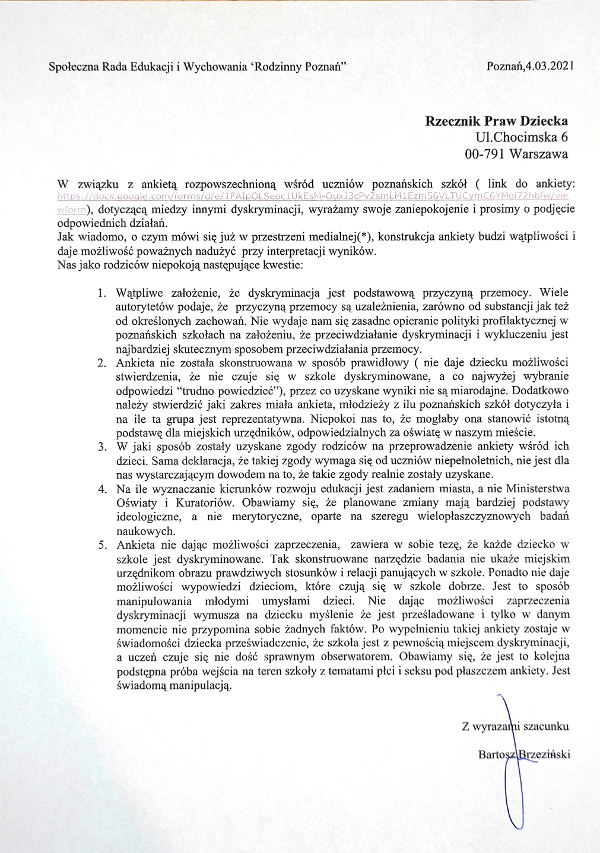 Społeczna Rada Edukacji i Wychowania ‘Rodzinny Poznań” Poznań,4.03.2021
Rzecznik Praw Dziecka
Ul.Chocimska 6
00-791 Warszawa
W związku z ankietą rozpowszechnioną wśród uczniów poznańskich szkół ( link do ankiety:
wform), dotyczącą miedzy innymi dyskryminacji, wyrażamy swoje zaniepokojenie i prosimy o podjęcie
odpowiednich działań.
Jak wiadomo, o czym mówi się już w przestrzeni medialnej(*), konstrukcja ankiety budzi wątpliwości i
daje możliwość poważnych nadużyć przy interpretacji wyników.
Nas jako rodziców niepokoją następujące kwestie:
1. Wątpliwe założenie, że dyskryminacja jest podstawową przyczyną przemocy. Wiele
autorytetów podaje, że przyczyną przemocy są uzależnienia, zarówno od substancji jak też
od określonych zachowań. Nie wydaje nam się zasadne opieranie polityki profilaktycznej w
poznańskich szkołach na założeniu, że przeciwdziałanie dyskryminacji i wykluczeniu jest
najbardziej skutecznym sposobem przeciwdziałania przemocy.
2. Ankieta nie została skonstruowana w sposób prawidłowy ( nie daje dziecku możliwości
stwierdzenia, że nie czuje się w szkole dyskryminowane, a co najwyżej wybranie
odpowiedzi “trudno powiedzieć”), przez co uzyskane wyniki nie są miarodajne. Dodatkowo
należy stwierdzić jaki zakres miała ankieta, młodzieży z ilu poznańskich szkół dotyczyła i
na ile ta grupa jest reprezentatywna. Niepokoi nas to, że mogłaby ona stanowić istotną
podstawę dla miejskich urzędników, odpowiedzialnych za oświatę w naszym mieście.
3. W jaki sposób zostały uzyskane zgody rodziców na przeprowadzenie ankiety wśród ich
dzieci. Sama deklaracja, że takiej zgody wymaga się od uczniów niepełnoletnich, nie jest dla
nas wystarczającym dowodem na to, że takie zgody realnie zostały uzyskane.
4. Na ile wyznaczanie kierunków rozwoju edukacji jest zadaniem miasta, a nie Ministerstwa
Oświaty i Kuratoriów. Obawiamy się, że planowane zmiany mają bardziej podstawy
ideologiczne, a nie merytoryczne, oparte na szeregu wielopłaszczyznowych badań
naukowych.
5. Ankieta nie dając możliwości zaprzeczenia, zawiera w sobie tezę, że każde dziecko w
szkole jest dyskryminowane. Tak skonstruowane narzędzie badania nie ukaże miejskim
urzędnikom obrazu prawdziwych stosunków i relacji panujących w szkole. Ponadto nie daje
możliwości wypowiedzi dzieciom, które czują się w szkole dobrze. Jest to sposób
manipulowania młodymi umysłami dzieci. Nie dając możliwości zaprzeczenia
dyskryminacji wymusza na dziecku myślenie że jest prześladowane i tylko w danym
momencie nie przypomina sobie żadnych faktów. Po wypełnieniu takiej ankiety zostaje w
świadomości dziecka przeświadczenie, że szkoła jest z pewnością miejscem dyskryminacji,
a uczeń czuje się nie dość sprawnym obserwatorem. Obawiamy się, że jest to kolejna
podstępna próba wejścia na teren szkoły z tematami płci i seksu pod płaszczem ankiety. Jest
świadomą manipulacją.
Z wyrazami szacunku
Bartosz Brzeziński